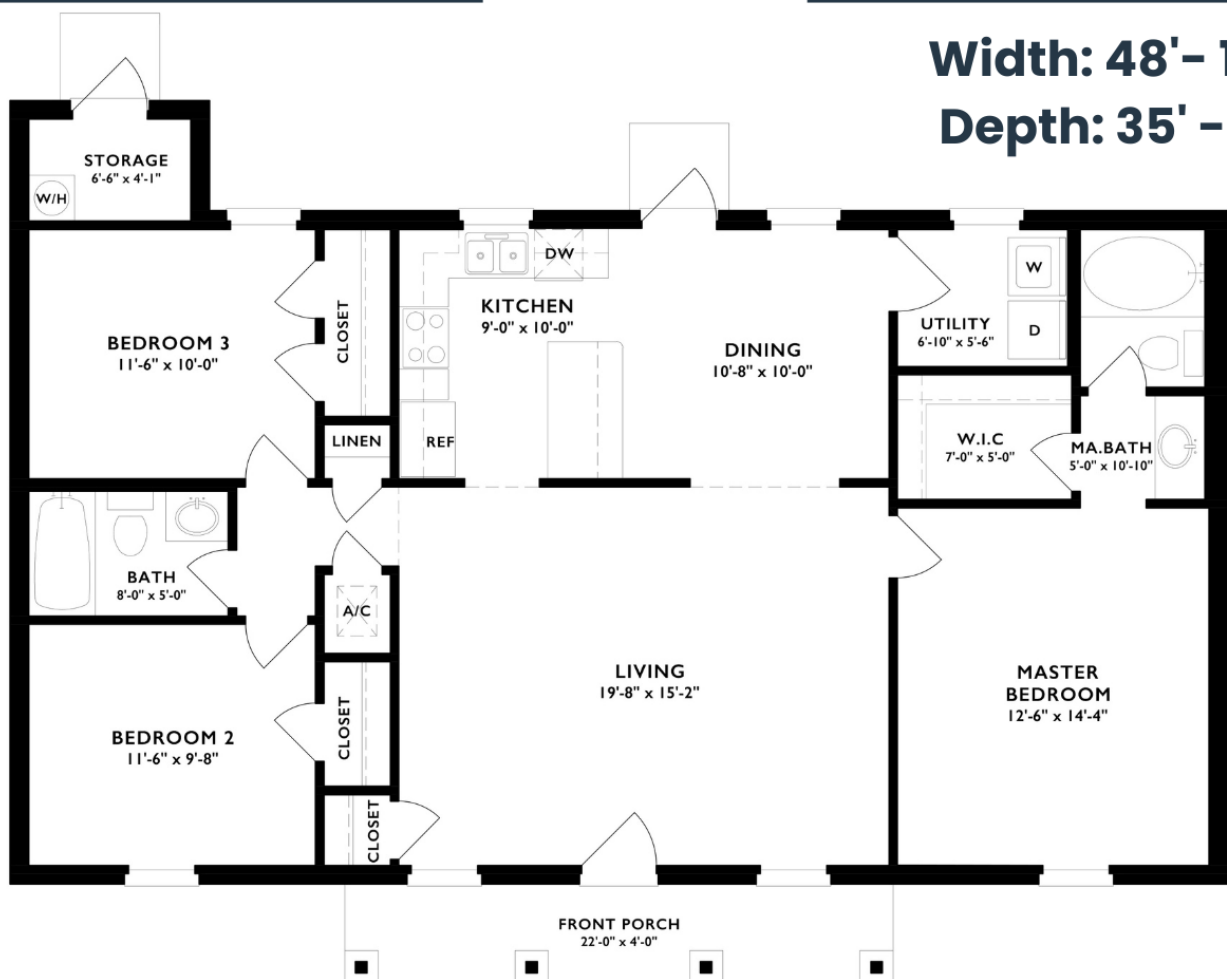 Width: 48'- 1
Depth: 35' -
STORAGE
6'-6" x 4'-1"
W/H
DW
W
KITCHEN
9'-0" x 10'-0"
CLOSET
UTILITY
6'-10" x 5'-6"
D
BEDROOM 3
11'-6" x 10'-0"
DINING
10'-8" x 10'-0"
LINEN
REF
W.I.C
7'-0" x 5'-0"
MA.BATH
5'-0" x 10'-10"
BATH
8'-0" x 5'-0"
A/C
LIVING
19'-8" x 15'-2"
MASTER
BEDROOM
12'-6" x 14'-4"
CLOSET
BEDROOM 2
11'-6" x 9'-8"
CLOSET
FRONT PORCH
22'-0" x 4'-0"